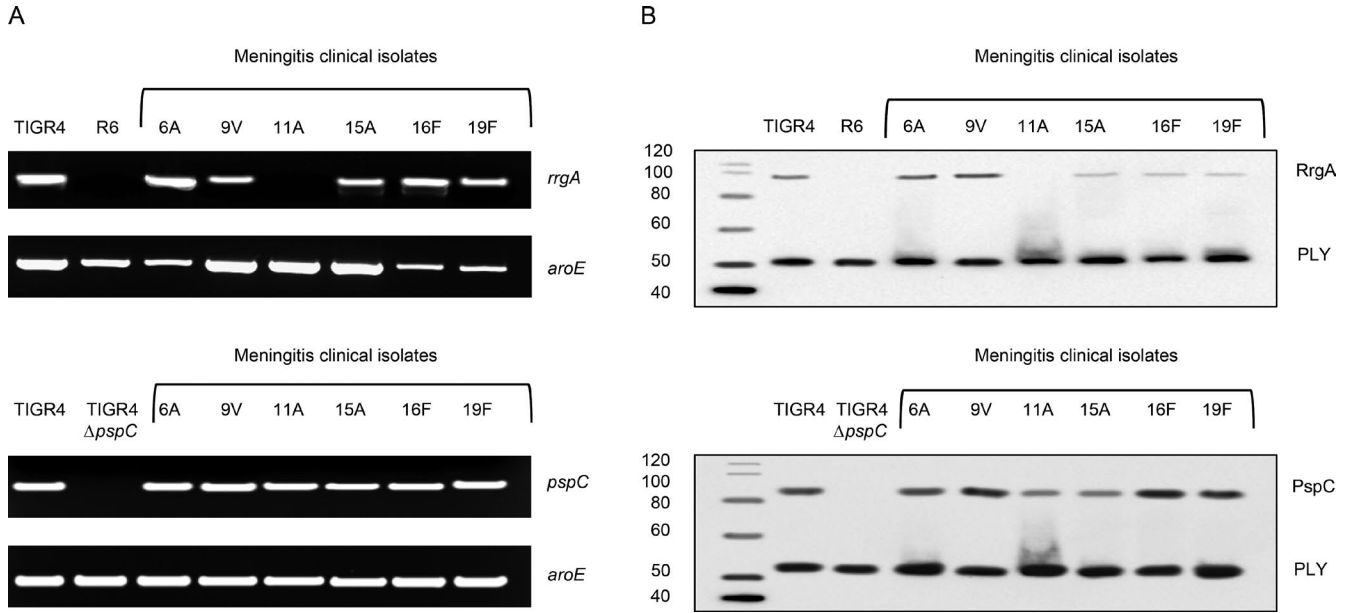 A
Meningitis clinical isolates
TIGR4 R6 6A 9V 11A 15A 16F 19F
rrgA
aroE
Meningitis clinical isolates
TIGR4 TIGR4 6A 9V 11A 15A 16F 19F
ΔpspC
pspC
aroE
B
Meningitis clinical isolates
TIGR4 R6 6A 9V 11A 15A 16F 19F
120
100 RrgA
80
60
50 PLY
40
Meningitis clinical isolates
TIGR4 TIGR4 6A 9V 11A 15A 16F 19F
ΔpspC
120
100 PspC
80
60
50 PLY
40